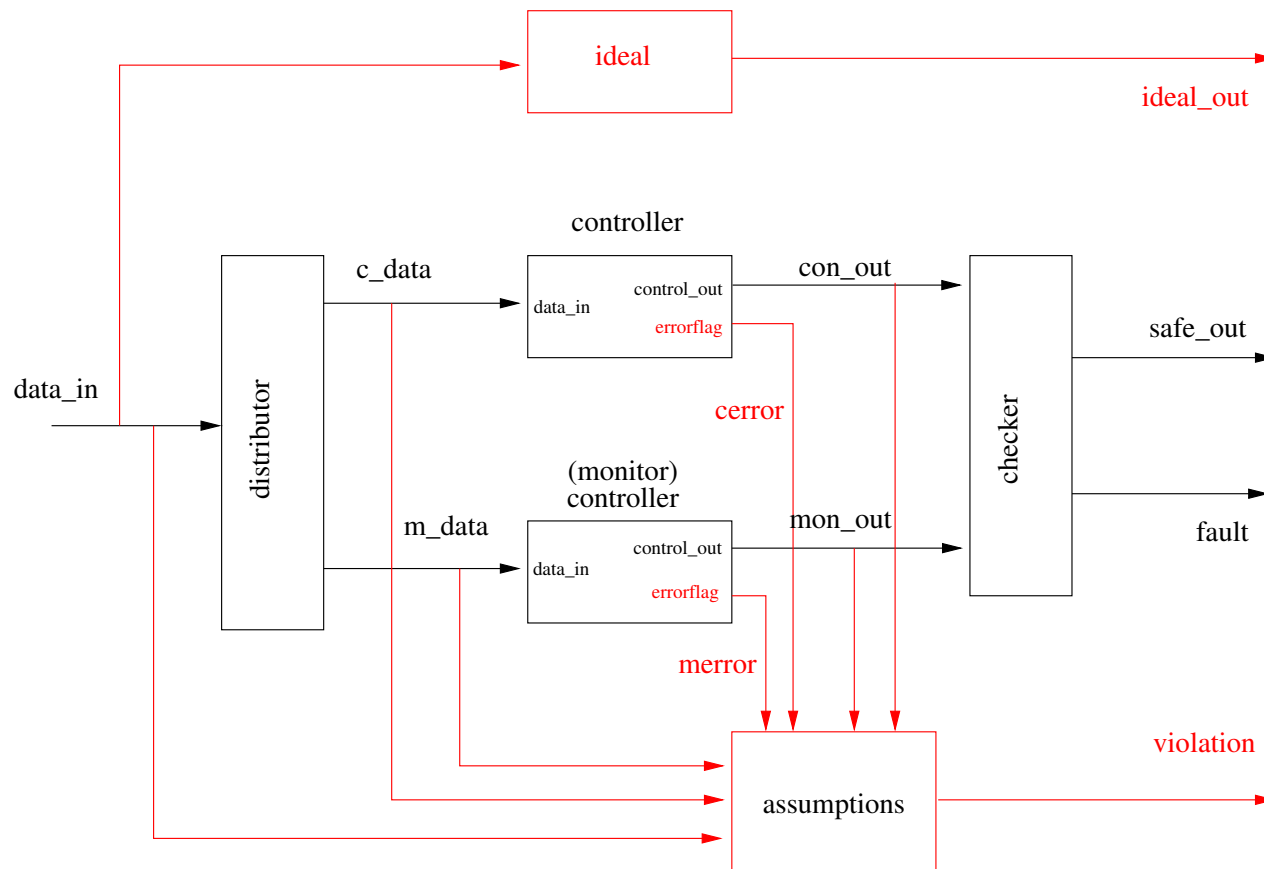 ideal
ideal_out
controller
c_data
con_out
control_out
data_in
errorflag
safe_out
data_in
distributor
cerror
checker
(monitor)
controller
m_data
mon_out
fault
control_out
data_in
errorflag
merror
violation
assumptions